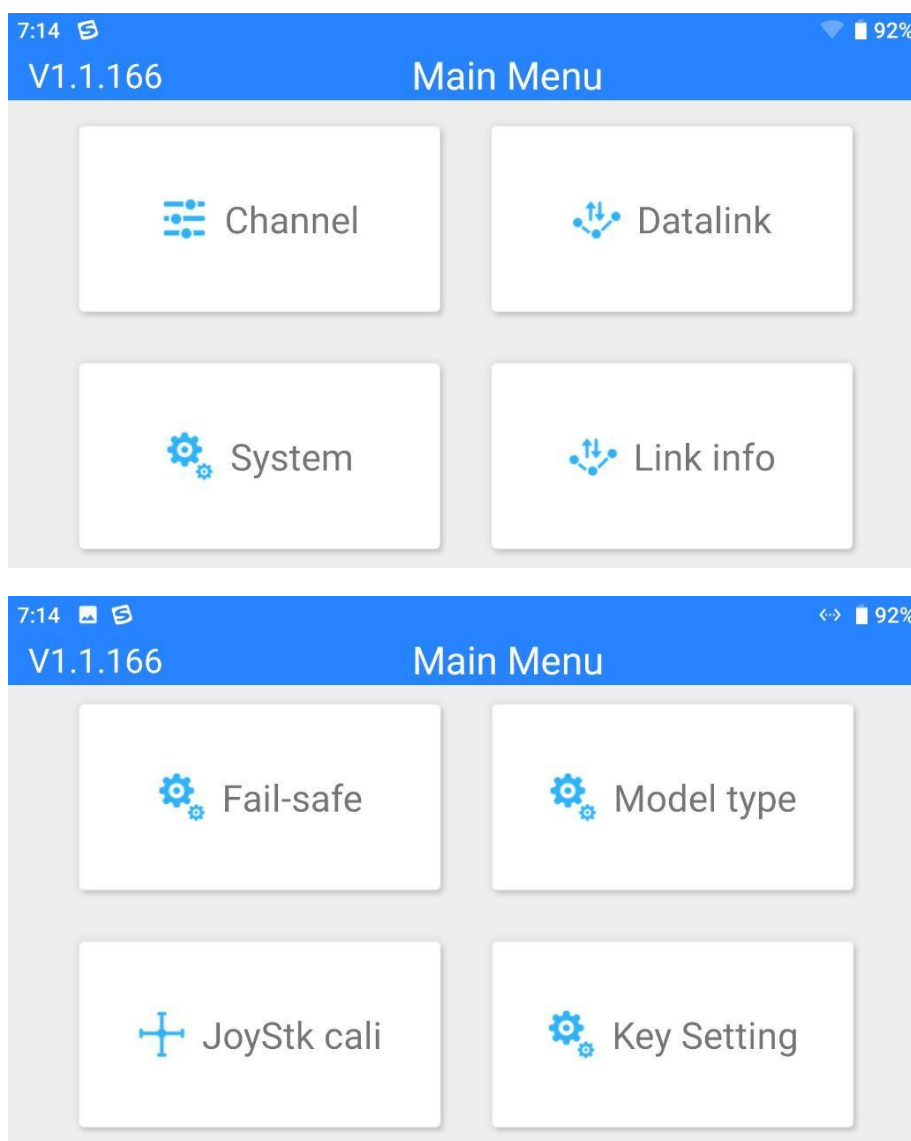 7:14 92%
V1.1.166 Main Menu
Channel Datalink
System Link info
7:14 92%
V1.1.166 Main Menu
Fail-safe Model type
JoyStk cali Key Setting